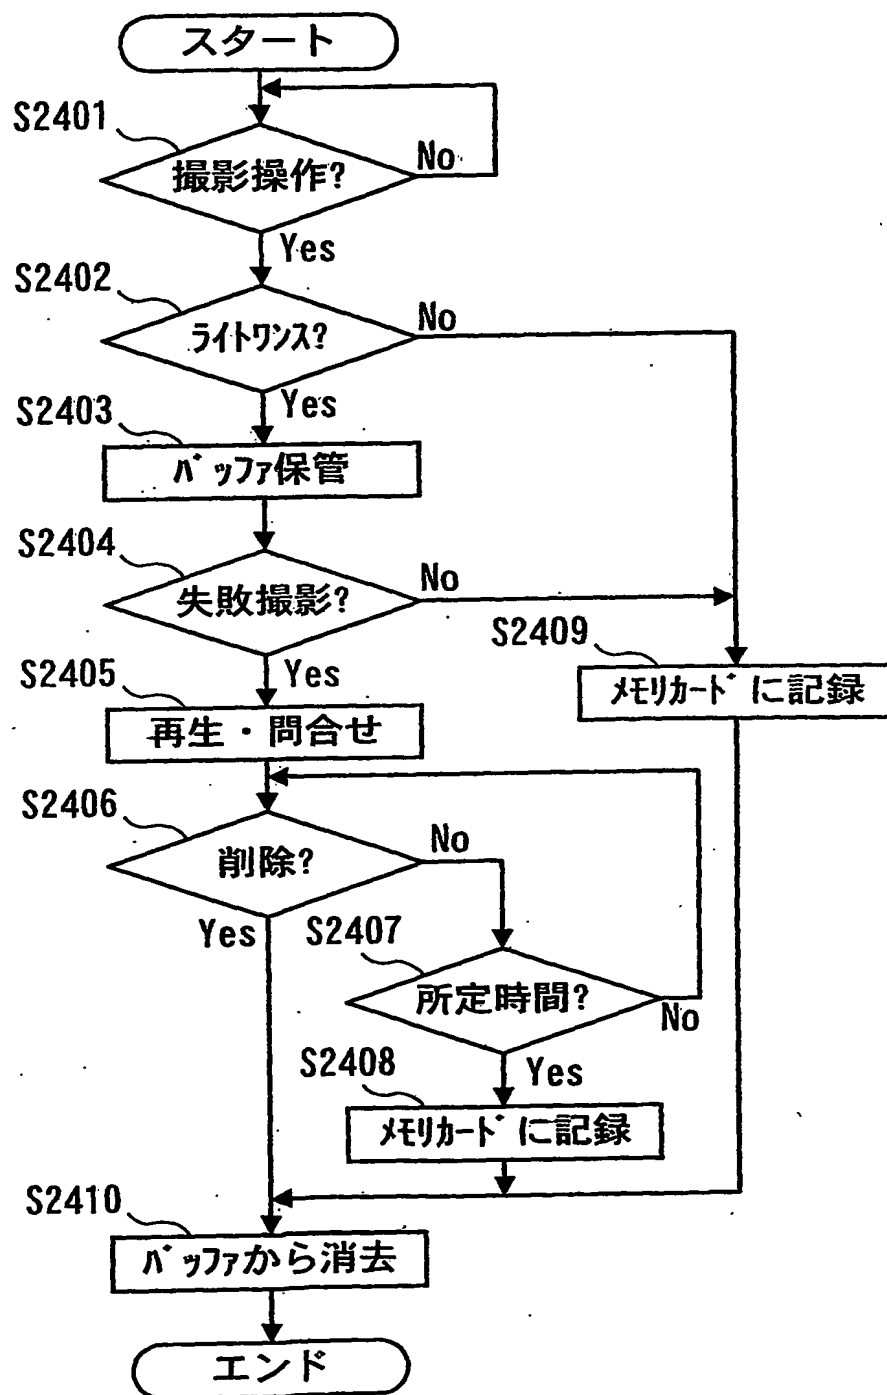 スタート
S2401
撮影操作?
No
Yes
S2402
ﾗｲﾄﾜﾝｽ?
No
Yes
S2403
ﾊﾞｯﾌｧ保管
S2404
失敗撮影?
No
Yes
S2409
ﾒﾓﾘｶｰﾄﾞに記録
S2405
再生・問合せ
S2406
削除?
No
Yes
S2407
所定時間?
No
Yes
S2408
ﾒﾓﾘｶｰﾄﾞに記録
S2410
ﾊﾞｯﾌｧから消去
エンド